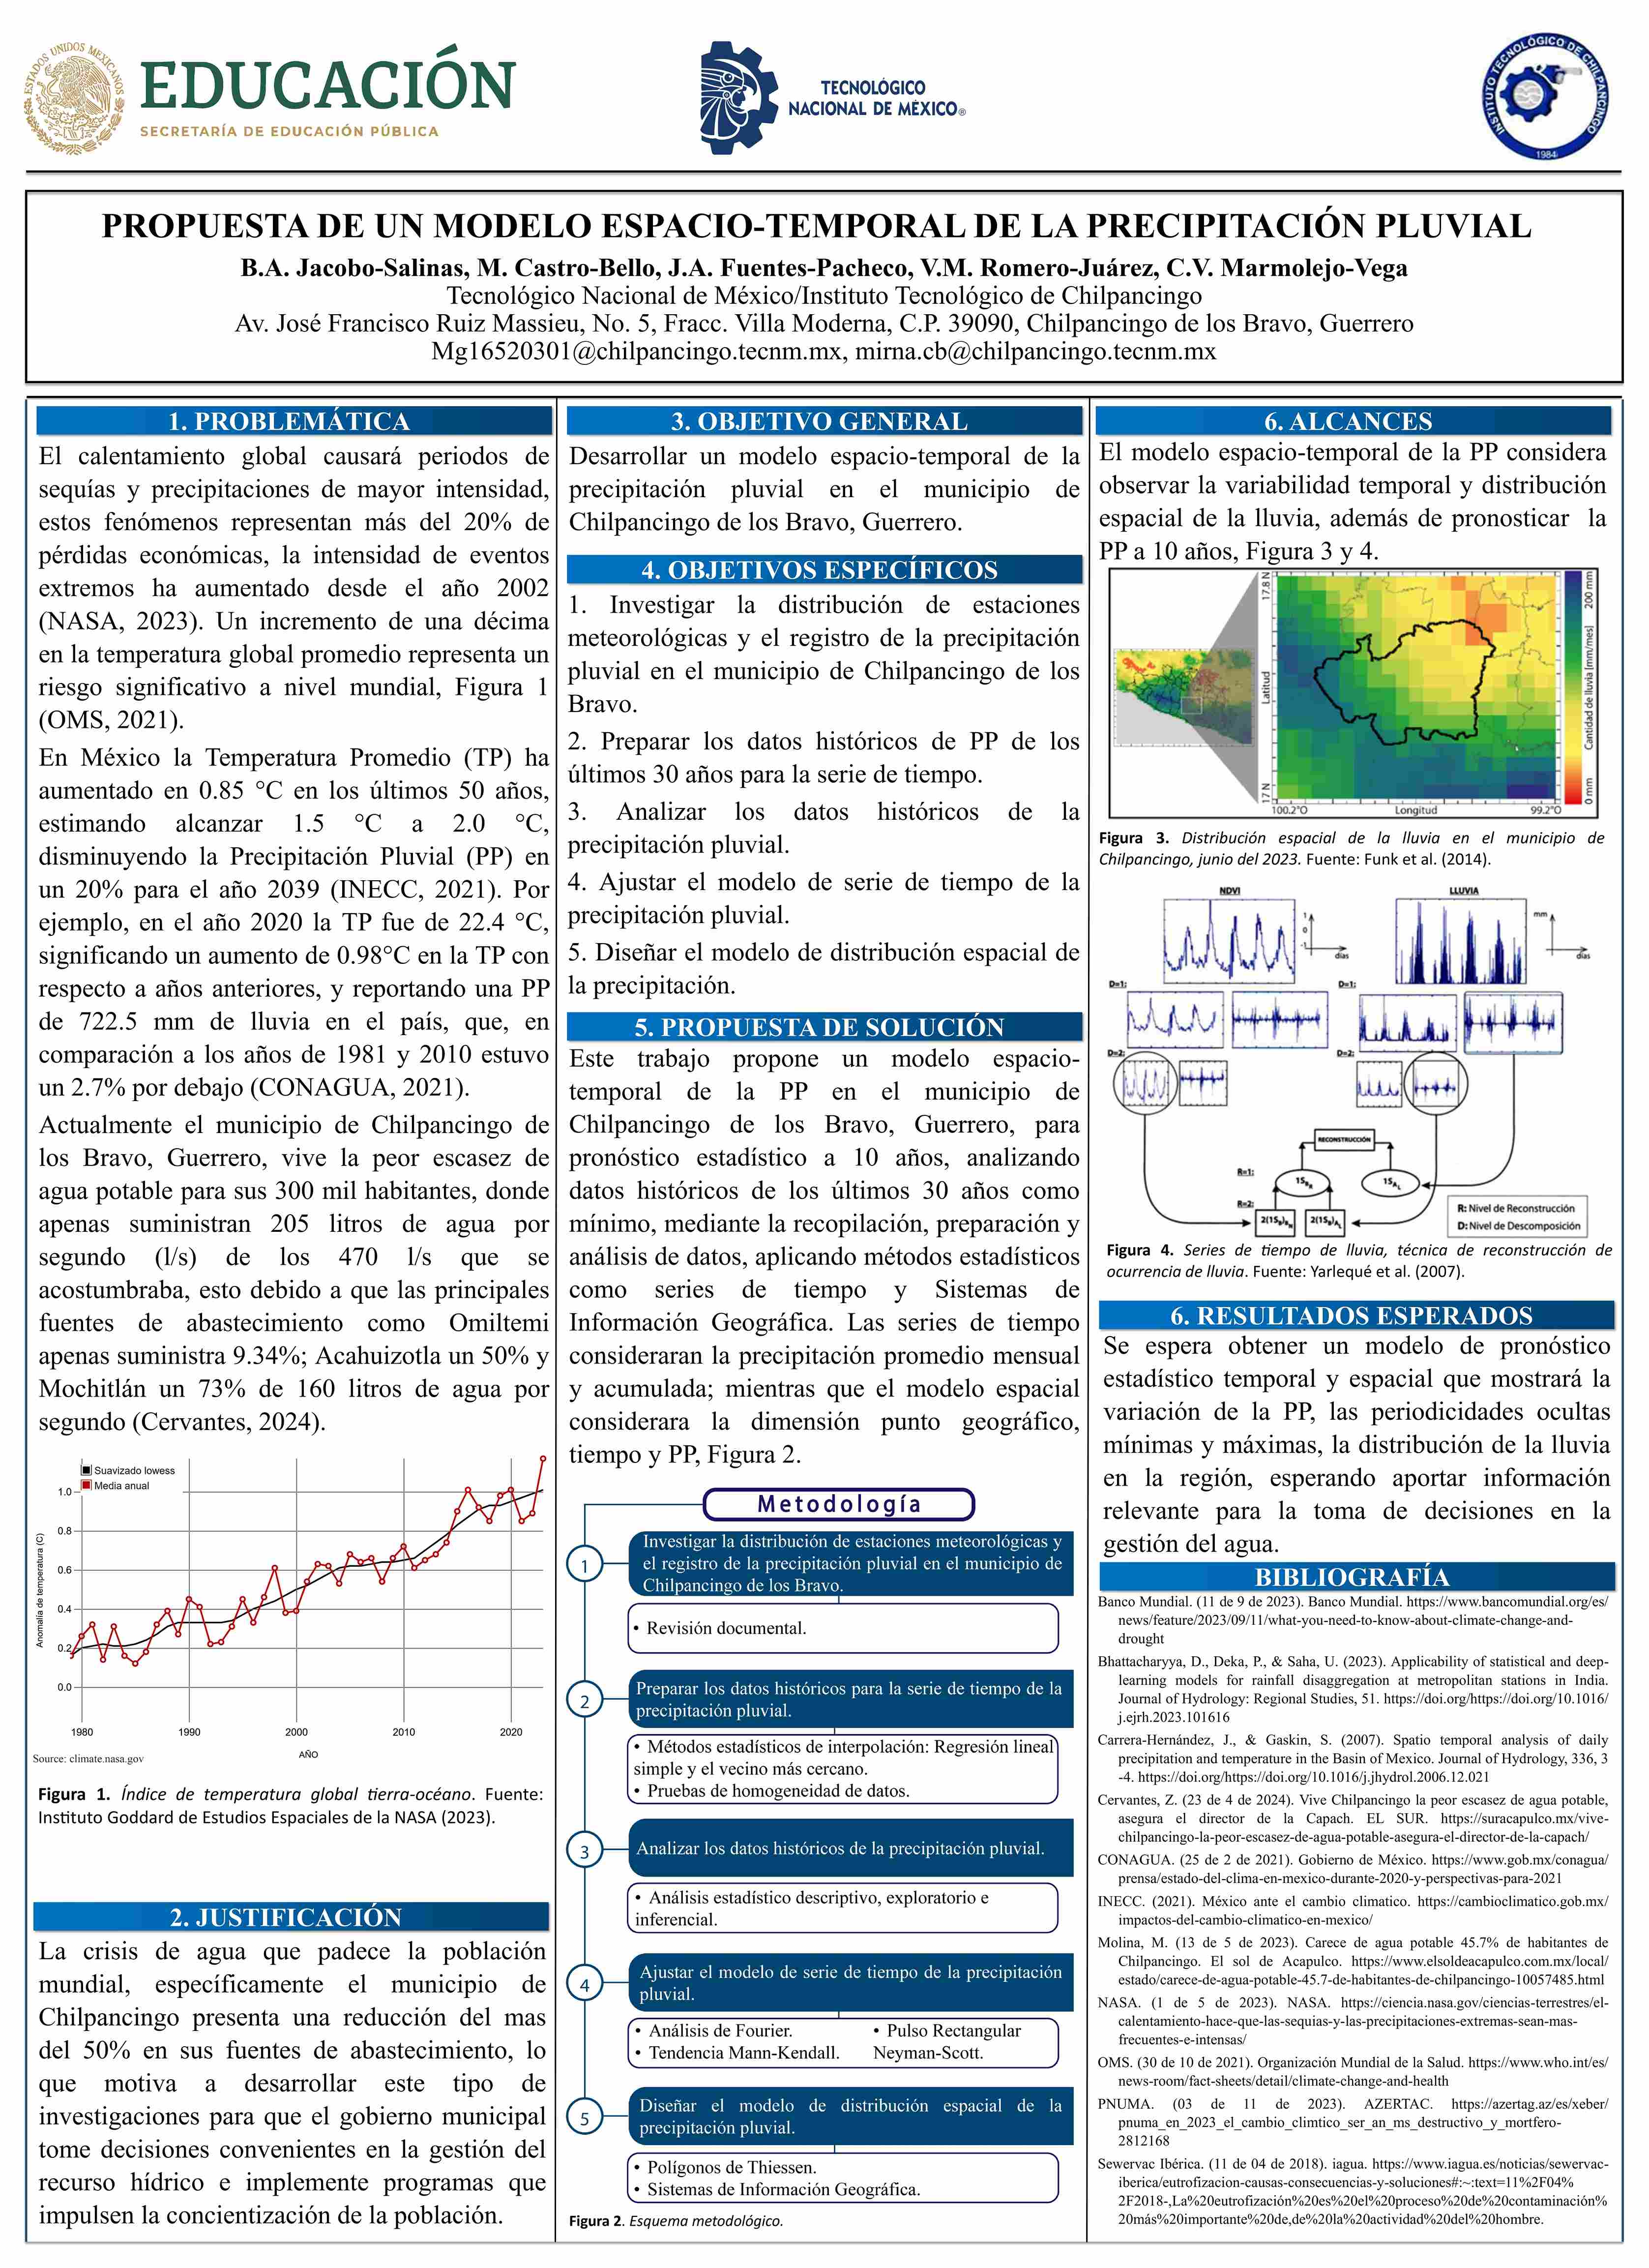 ESTADOS UNIDOS MEXICANOS
EDUCACIÓN
SECRETARÍA DE EDUCACIÓN PÚBLICA
TECNOLÓGICO
NACIONAL DE MÉXICO®
INSTITUTO TECNOLÓGICO DE CHILPANCINGO
1984
PROPUESTA DE UN MODELO ESPACIO-TEMPORAL DE LA PRECIPITACIÓN PLUVIAL
B.A. Jacobo-Salinas, M. Castro-Bello, J.A. Fuentes-Pacheco, V.M. Romero-Juárez, C.V. Marmolejo-Vega
Tecnológico Nacional de México/Instituto Tecnológico de Chilpancingo
Av. José Francisco Ruiz Massieu, No. 5, Fracc. Villa Moderna, C.P. 39090, Chilpancingo de los Bravo, Guerrero
Mg16520301@chilpancingo.tecnm.mx, mirna.cb@chilpancingo.tecnm.mx
1. PROBLEMÁTICA
El calentamiento global causará periodos de
sequías y precipitaciones de mayor intensidad,
estos fenómenos representan más del 20% de
pérdidas económicas, la intensidad de eventos
extremos ha aumentado desde el año 2002
(NASA, 2023). Un incremento de una décima
en la temperatura global promedio representa un
riesgo significativo a nivel mundial, Figura 1
(OMS, 2021).
En México la Temperatura Promedio (TP) ha
aumentado en 0.85 °C en los últimos 50 años,
estimando alcanzar 1.5 °C a 2.0 °C,
disminuyendo la Precipitación Pluvial (PP) en
un 20% para el año 2039 (INECC, 2021). Por
ejemplo, en el año 2020 la TP fue de 22.4 °C,
significando un aumento de 0.98°C en la TP con
respecto a años anteriores, y reportando una PP
de 722.5 mm de lluvia en el país, que, en
comparación a los años de 1981 y 2010 estuvo
un 2.7% por debajo (CONAGUA, 2021).
Actualmente el municipio de Chilpancingo de
los Bravo, Guerrero, vive la peor escasez de
agua potable para sus 300 mil habitantes, donde
apenas suministran 205 litros de agua por
segundo (l/s) de los 470 l/s que se
acostumbraba, esto debido a que las principales
fuentes de abastecimiento como Omiltemi
apenas suministra 9.34%; Acahuizotla un 50% y
Mochitlán un 73% de 160 litros de agua por
segundo (Cervantes, 2024).
Suavizado lowess
Media anual
Anomalía de temperatura (C)
1.0
0.8
0.6
0.4
0.2
0.0
1980 1990 2000 2010 2020
AÑO
Source: climate.nasa.gov
Figura 1. Índice de temperatura global tierra-océano. Fuente:
Instituto Goddard de Estudios Espaciales de la NASA (2023).
2. JUSTIFICACIÓN
La crisis de agua que padece la población
mundial, específicamente el municipio de
Chilpancingo presenta una reducción del mas
del 50% en sus fuentes de abastecimiento, lo
que motiva a desarrollar este tipo de
investigaciones para que el gobierno municipal
tome decisiones convenientes en la gestión del
recurso hídrico e implemente programas que
impulsen la concientización de la población.
3. OBJETIVO GENERAL
Desarrollar un modelo espacio-temporal de la
precipitación pluvial en el municipio de
Chilpancingo de los Bravo, Guerrero.
4. OBJETIVOS ESPECÍFICOS
1. Investigar la distribución de estaciones
meteorológicas y el registro de la precipitación
pluvial en el municipio de Chilpancingo de los
Bravo.
2. Preparar los datos históricos de PP de los
últimos 30 años para la serie de tiempo.
3. Analizar los datos históricos de la
precipitación pluvial.
4. Ajustar el modelo de serie de tiempo de la
precipitación pluvial.
5. Diseñar el modelo de distribución espacial de
la precipitación.
5. PROPUESTA DE SOLUCIÓN
Este trabajo propone un modelo espacio-
temporal de la PP en el municipio de
Chilpancingo de los Bravo, Guerrero, para
pronóstico estadístico a 10 años, analizando
datos históricos de los últimos 30 años como
mínimo, mediante la recopilación, preparación y
análisis de datos, aplicando métodos estadísticos
como series de tiempo y Sistemas de
Información Geográfica. Las series de tiempo
consideraran la precipitación promedio mensual
y acumulada; mientras que el modelo espacial
considerara la dimensión punto geográfico,
tiempo y PP, Figura 2.
Metodología
1
Investigar la distribución de estaciones meteorológicas y
el registro de la precipitación pluvial en el municipio de
Chilpancingo de los Bravo.
• Revisión documental.
2
Preparar los datos históricos para la serie de tiempo de la
precipitación pluvial.
• Métodos estadísticos de interpolación: Regresión lineal
simple y el vecino más cercano.
• Pruebas de homogeneidad de datos.
3
Analizar los datos históricos de la precipitación pluvial.
• Análisis estadístico descriptivo, exploratorio e
inferencial.
4
Ajustar el modelo de serie de tiempo de la precipitación
pluvial.
• Análisis de Fourier.
• Tendencia Mann-Kendall.
• Pulso Rectangular
Neyman-Scott.
5
Diseñar el modelo de distribución espacial de la
precipitación pluvial.
• Polígonos de Thiessen.
• Sistemas de Información Geográfica.
Figura 2. Esquema metodológico.
6. ALCANCES
El modelo espacio-temporal de la PP considera
observar la variabilidad temporal y distribución
espacial de la lluvia, además de pronosticar la
PP a 10 años, Figura 3 y 4.
17.8 N
Latitud
17 N
100.2°O
Longitud
99.2°O
200 mm
Cantidad de lluvia [mm/mes]
0 mm
Figura 3. Distribución espacial de la lluvia en el municipio de
Chilpancingo, junio del 2023. Fuente: Funk et al. (2014).
NDVI
LLUVIA
1
0
-1
días
mm
días
D=1:
D=1:
D=2:
D=2:
RECONSTRUCCIÓN
R=1:
R=2:
R: Nivel de Reconstrucción
D: Nivel de Descomposición
Figura 4. Series de tiempo de lluvia, técnica de reconstrucción de
ocurrencia de lluvia. Fuente: Yarlequé et al. (2007).
6. RESULTADOS ESPERADOS
Se espera obtener un modelo de pronóstico
estadístico temporal y espacial que mostrará la
variación de la PP, las periodicidades ocultas
mínimas y máximas, la distribución de la lluvia
en la región, esperando aportar información
relevante para la toma de decisiones en la
gestión del agua.
BIBLIOGRAFÍA
Banco Mundial. (11 de 9 de 2023). Banco Mundial. https://www.bancomundial.org/es/
news/feature/2023/09/11/what-you-need-to-know-about-climate-change-and-
drought
Bhattacharyya, D., Deka, P., & Saha, U. (2023). Applicability of statistical and deep-
learning models for rainfall disaggregation at metropolitan stations in India.
Journal of Hydrology: Regional Studies, 51. https://doi.org/https://doi.org/10.1016/
j.ejrh.2023.101616
Carrera-Hernández, J., & Gaskin, S. (2007). Spatio temporal analysis of daily
precipitation and temperature in the Basin of Mexico. Journal of Hydrology, 336, 3
-4. https://doi.org/https://doi.org/10.1016/j.jhydrol.2006.12.021
Cervantes, Z. (23 de 4 de 2024). Vive Chilpancingo la peor escasez de agua potable,
asegura el director de la Capach. EL SUR. https://suracapulco.mx/vive-
chilpancingo-la-peor-escasez-de-agua-potable-asegura-el-director-de-la-capach/
CONAGUA. (25 de 2 de 2021). Gobierno de México. https://www.gob.mx/conagua/
prensa/estado-del-clima-en-mexico-durante-2020-y-perspectivas-para-2021
INECC. (2021). México ante el cambio climatico. https://cambioclimatico.gob.mx/
impactos-del-cambio-climatico-en-mexico/
Molina, M. (13 de 5 de 2023). Carece de agua potable 45.7% de habitantes de
Chilpancingo. El sol de Acapulco. https://www.elsoldeacapulco.com.mx/local/
estado/carece-de-agua-potable-45.7-de-habitantes-de-chilpancingo-10057485.html
NASA. (1 de 5 de 2023). NASA. https://ciencia.nasa.gov/ciencias-terrestres/el-
calentamiento-hace-que-las-sequias-y-las-precipitaciones-extremas-sean-mas-
frecuentes-e-intensas/
OMS. (30 de 10 de 2021). Organización Mundial de la Salud. https://www.who.int/es/
news-room/fact-sheets/detail/climate-change-and-health
PNUMA. (03 de 11 de 2023). AZERTAC. https://azertag.az/es/xeber/
pnuma_en_2023_el_cambio_climtico_ser_an_ms_destructivo_y_mortfero-
2812168
Sewervac Ibérica. (11 de 04 de 2018). iagua. https://www.iagua.es/noticias/sewervac-
iberica/eutrofizacion-causas-consecuencias-y-soluciones#:~:text=11%2F04%
2F2018-,La%20eutrofización%20es%20el%20proceso%20de%20contaminación%
20más%20importante%20de,de%20la%20actividad%20del%20hombre.